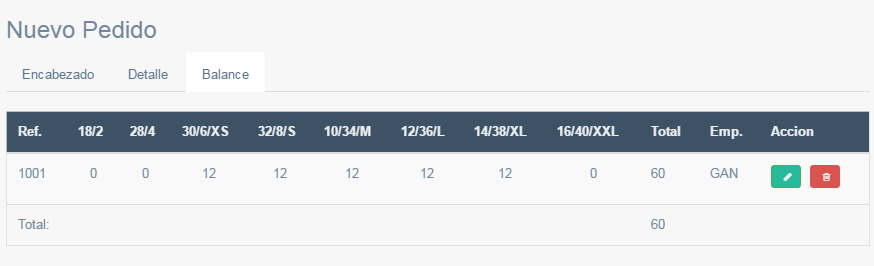 Nuevo Pedido
Encabezado Detalle Balance
Ref. 18/2 28/4 30/6/XS 32/8/S 10/34/M 12/36/L 14/38/XL 16/40/XXL Total Emp. Accion
1001 0 0 12 12 12 12 12 0 60 GAN
Total: 60